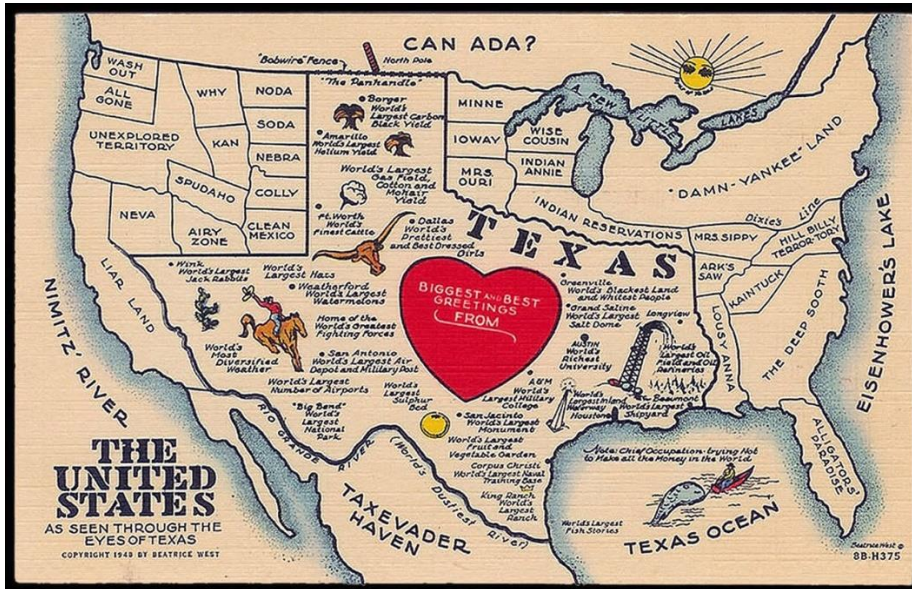 CAN ADA?
"Bobwire" Fence
North Pole
WASH
OUT
ALL
GONE
UNEXPLORED
TERRITORY
WHY
KAN
NODA
SODA
NEBRA
COLLY
CLEAN
MEXICO
SPUDAHO
AIRY
ZONE
NEVA
LIAR LAND
"The Panhandle"
Borger
World's
Largest Carbon
Black Yield
Amarillo
World's Largest
Helium Yield
World's Largest
Gas Field,
Cotton and
Mohair
Yield
Ft. Worth
World's
Finest Cattle
Dallas
World's
Prettiest
and Best Dressed
Girls
MINNE
IOWAY
MRS.
OURI
WISE
COUSIN
INDIAN
ANNIE
A FEW LITTLE LAKES
INDIAN RESERVATIONS
"DAMN-YANKEE" LAND
Dixie's Line
MRS. SIPPY
HILL BILLY
TERROR-TORY
ARK'S
SAW
KAINTUCK
LOUSY ANNA
THE DEEP SOOTH
ALLIGATORS'
PARADISE
EISENHOWER'S LAKE
NIMITZ' RIVER
TEXAS
BIGGEST AND BEST
GREETINGS
FROM
Wink
World's Largest
Jack Rabbits
World's
Largest Hats
Weatherford
World's Largest
Watermelons
Home of the
World's Greatest
Fighting Forces
World's
Most
Diversified
Weather
San Antonio
World's Largest Air
Depot and Military Post
World's Largest
Number of Airports
"Big Bend"
World's
Largest
National
Park
World's
Largest
Sulphur
Bed
Greenville
World's Blackest Land
and Whitest People
Grand Saline
World's Largest
Salt Dome
Longview
World's
Largest Oil
Field and Oil
Refineries
AUSTIN
World's
Richest
University
A&M
World's
Largest Military
College
World's
Largest Inland
Waterway
Houston
Beaumont
World's Largest
Shipyard
San Jacinto
World's Largest
Monument
World's Largest
Fruit and
Vegetable Garden
Corpus Christi
World's Largest Naval
Training Base
King Ranch
World's
Largest
Ranch
RIO GRANDE RIVER
(World's Dustiest River)
TAXEVADER
HAVEN
Note: Chief Occupation- trying Not
to Make all the Money in the World
World's Largest
Fish Stories
TEXAS OCEAN
THE
UNITED
STATES
AS SEEN THROUGH THE
EYES OF TEXAS
COPYRIGHT 1949 BY BEATRICE WEST
Beatrice West ©
8B-H375